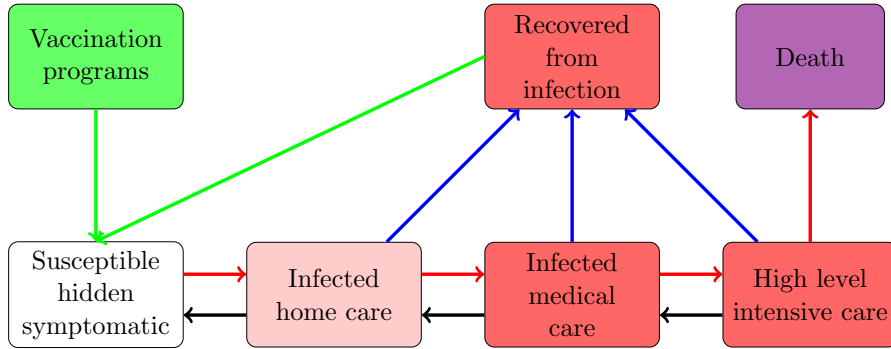 Vaccination
programs
Recovered
from
infection
Death
Susceptible
hidden
symptomatic
Infected
home care
Infected
medical
care
High level
intensive care